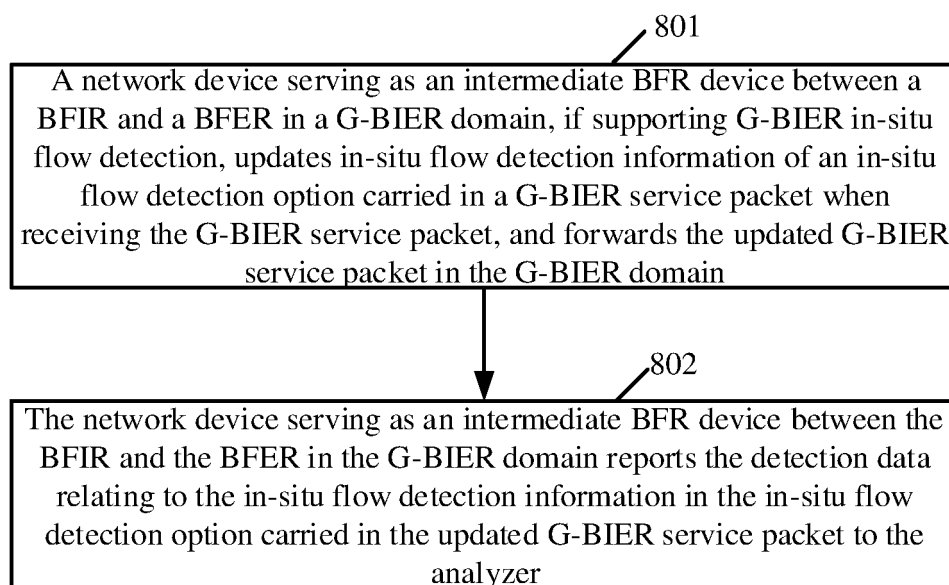 801
A network device serving as an intermediate BFR device between a
BFIR and a BFER in a G-BIER domain, if supporting G-BIER in-situ
flow detection, updates in-situ flow detection information of an in-situ
flow detection option carried in a G-BIER service packet when
receiving the G-BIER service packet, and forwards the updated G-BIER
service packet in the G-BIER domain
802
The network device serving as an intermediate BFR device between the
BFIR and the BFER in the G-BIER domain reports the detection data
relating to the in-situ flow detection information in the in-situ flow
detection option carried in the updated G-BIER service packet to the
analyzer